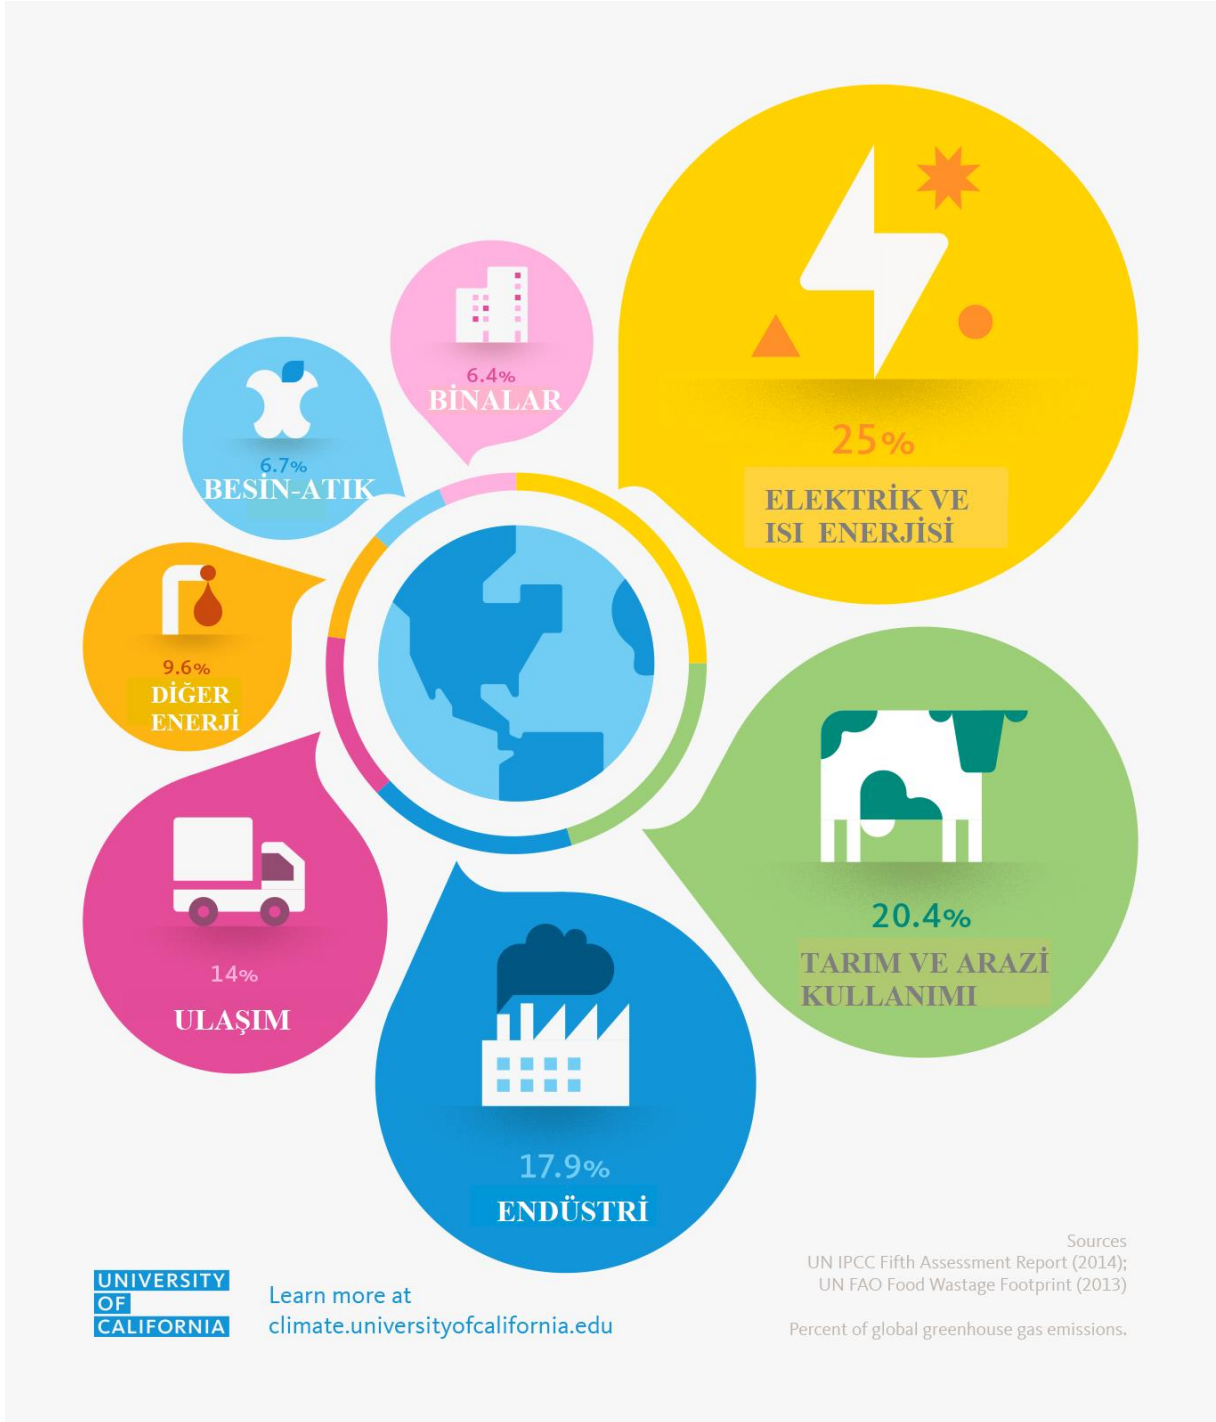 6.4%
BİNALAR
25%
ELEKTRİK VE
ISI ENERJİSİ
6.7%
BESİN-ATIK
9.6%
DİĞER
ENERJİ
20.4%
TARIM VE ARAZİ
KULLANIMI
14%
ULAŞIM
17.9%
ENDÜSTRİ
Sources
UN IPCC Fifth Assessment Report (2014);
UN FAO Food Wastage Footprint (2013)
Percent of global greenhouse gas emissions.
UNIVERSITY
OF
CALIFORNIA
Learn more at
climate.universityofcalifornia.edu